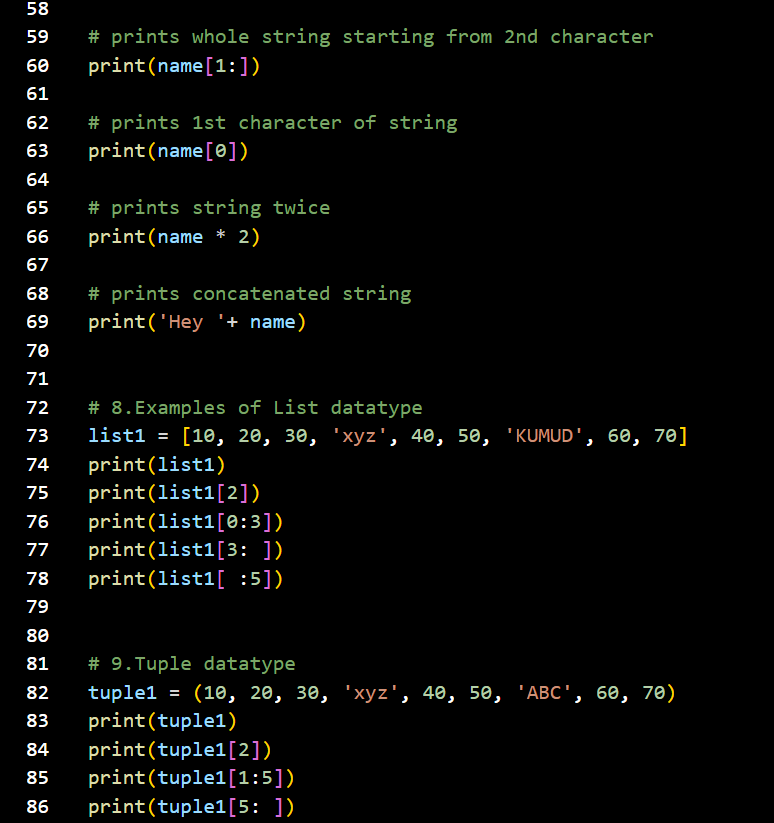 58
59 # prints whole string starting from 2nd character
60 print(name[1:])
61
62 # prints 1st character of string
63 print(name[0])
64
65 # prints string twice
66 print(name * 2)
67
68 # prints concatenated string
69 print('Hey '+ name)
70
71
72 # 8.Examples of List datatype
73 list1 = [10, 20, 30, 'xyz', 40, 50, 'KUMUD', 60, 70]
74 print(list1)
75 print(list1[2])
76 print(list1[0:3])
77 print(list1[3: ])
78 print(list1[ :5])
79
80
81 # 9.Tuple datatype
82 tuple1 = (10, 20, 30, 'xyz', 40, 50, 'ABC', 60, 70)
83 print(tuple1)
84 print(tuple1[2])
85 print(tuple1[1:5])
86 print(tuple1[5: ])